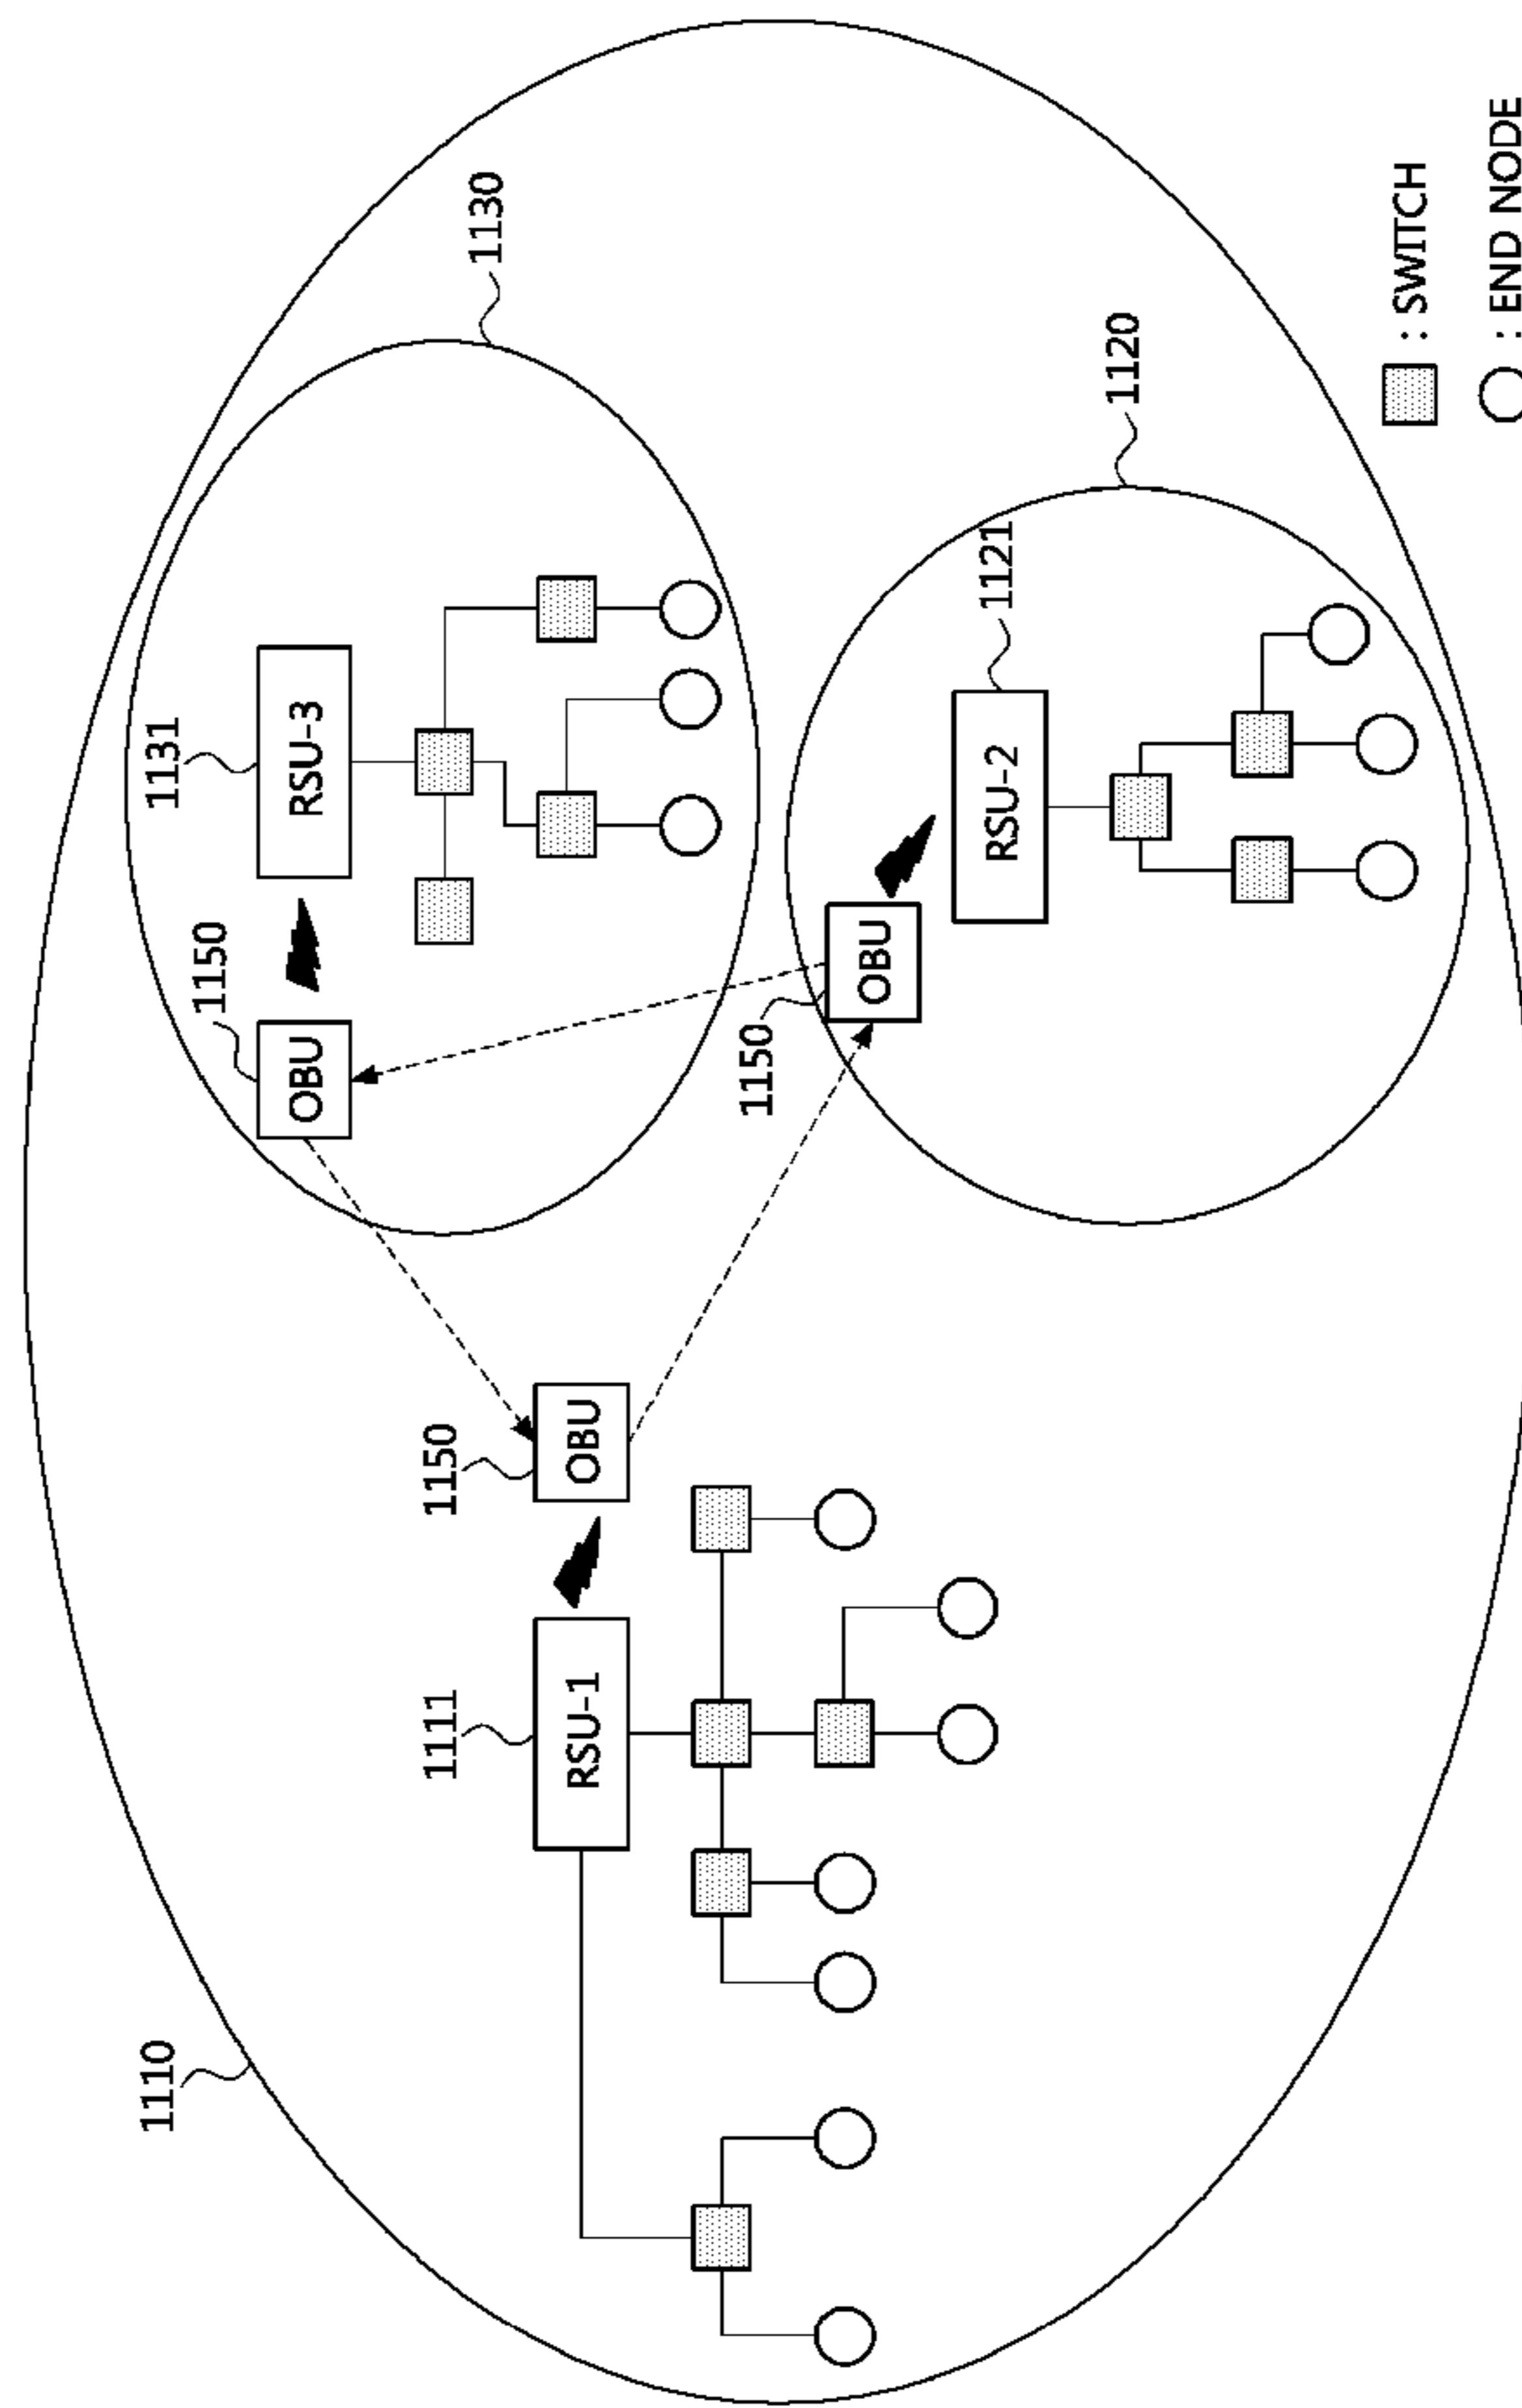 1110
1111
RSU-1
1150
OBU
1150
OBU
1131
RSU-3
1130
1150
OBU
RSU-2
1121
1120
: SWITCH
: END NODE